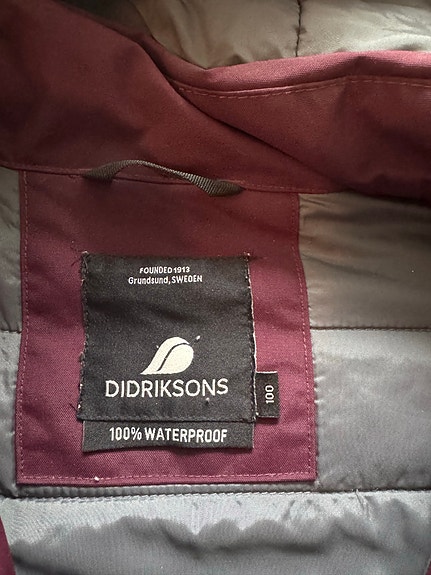 FOUNDED 1913
Grundsund, SWEDEN
DIDRIKSONS
100
100% WATERPROOF